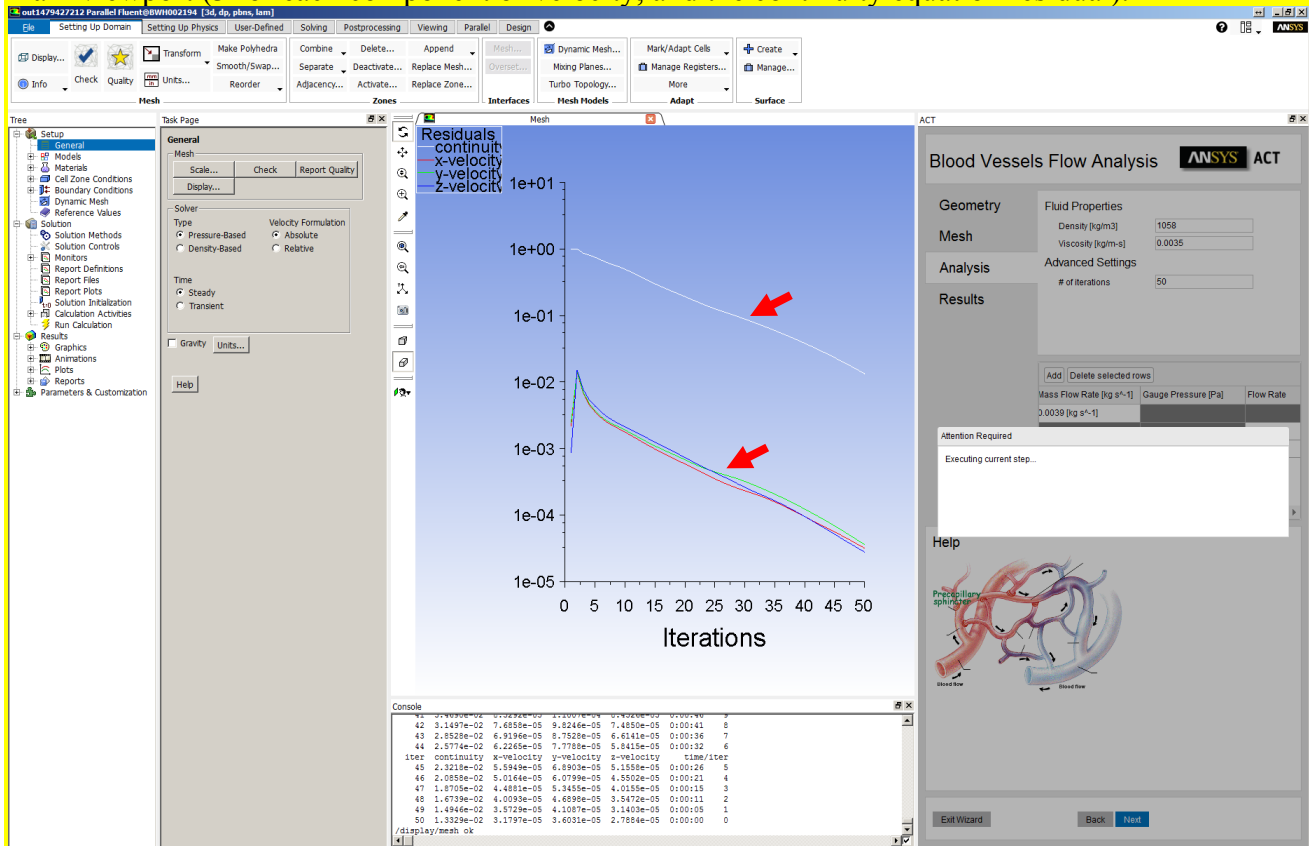 main viewport (one for each component of velocity, and the continuity equation residual).
out1479427212 Parallel Fluent@BWH002194 [3d, dp, pbns, lam]
File Setting Up Domain Setting Up Physics User-Defined Solving Postprocessing Viewing Parallel Design ANSYS
Display... Info Check Quality Transform Units... Make Polyhedra Smooth/Swap... Reorder
Mesh
Combine Delete... Append
Separate Deactivate... Replace Mesh...
Adjacency... Activate... Replace Zone...
Zones
Mesh...
Overset...
Interfaces
Dynamic Mesh...
Mixing Planes...
Turbo Topology...
Mesh Models
Mark/Adapt Cells
Manage Registers...
More
Adapt
Create
Manage...
Surface
Tree
Setup
General
Models
Materials
Cell Zone Conditions
Boundary Conditions
Dynamic Mesh
Reference Values
Solution
Solution Methods
Solution Controls
Monitors
Report Definitions
Report Files
Report Plots
Solution Initialization
Calculation Activities
Run Calculation
Results
Graphics
Animations
Plots
Reports
Parameters & Customization
Task Page
General
Mesh
Scale... Check Report Quality
Display...
Solver
Type Velocity Formulation
Pressure-Based Absolute
Density-Based Relative
Time
Steady
Transient
Gravity Units...
Help
Mesh
Residuals
continuity
x-velocity
y-velocity
z-velocity
1e+01
1e+00
1e-01
1e-02
1e-03
1e-04
1e-05
0 5 10 15 20 25 30 35 40 45 50
Iterations
Console
42 3.1497e-02 7.6858e-05 9.8246e-05 7.4850e-05 0:00:41 8
43 2.8528e-02 6.9196e-05 8.7528e-05 6.6141e-05 0:00:36 7
44 2.5774e-02 6.2265e-05 7.7788e-05 5.8415e-05 0:00:32 6
iter continuity x-velocity y-velocity z-velocity time/iter
45 2.3218e-02 5.5949e-05 6.8903e-05 5.1558e-05 0:00:26 5
46 2.0858e-02 5.0164e-05 6.0799e-05 4.5502e-05 0:00:21 4
47 1.8705e-02 4.4881e-05 5.3455e-05 4.0155e-05 0:00:15 3
48 1.6739e-02 4.0093e-05 4.6898e-05 3.5472e-05 0:00:11 2
49 1.4946e-02 3.5729e-05 4.1087e-05 3.1403e-05 0:00:05 1
50 1.3329e-02 3.1797e-05 3.6031e-05 2.7884e-05 0:00:00 0
/display/mesh ok
ACT
Blood Vessels Flow Analysis ANSYS ACT
Geometry
Mesh
Analysis
Results
Fluid Properties
Density [kg/m3] 1058
Viscosity [kg/m-s] 0.0035
Advanced Settings
# of iterations 50
Add Delete selected rows
Mass Flow Rate [kg s^-1] Gauge Pressure [Pa] Flow Rate
0.0039 [kg s^-1]
Attention Required
Executing current step...
Help
Precapillary
sphincter
Blood flow
Blood flow
Exit Wizard Back Next